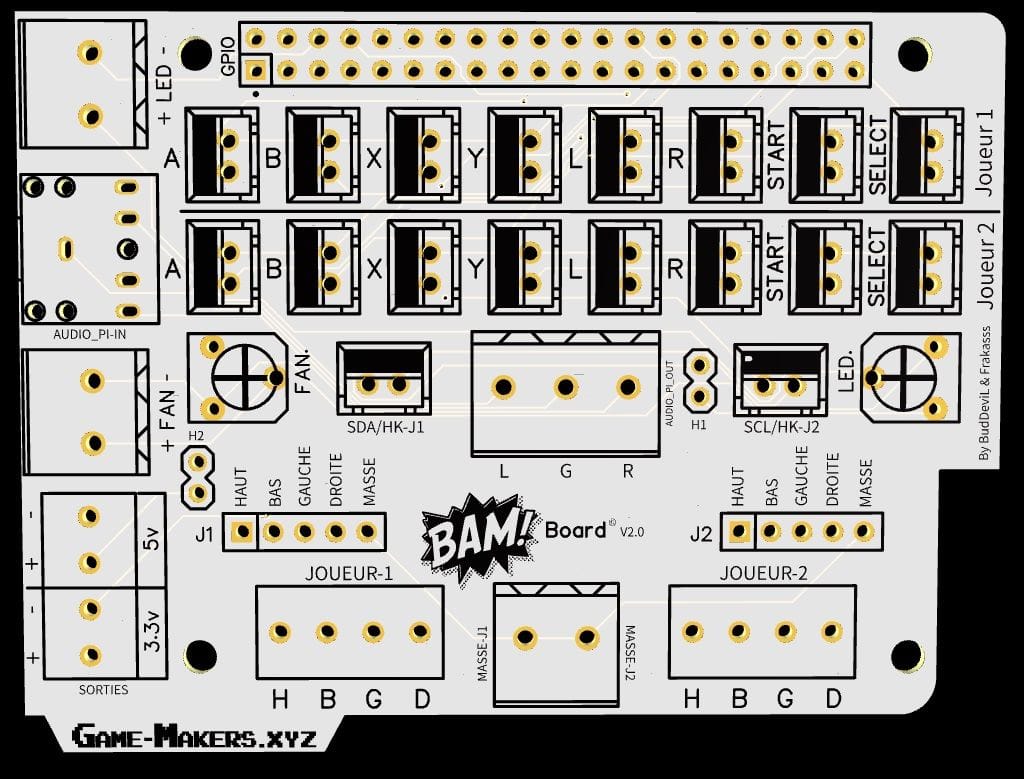 + LED -
GPIO
A B X Y L R START SELECT
Joueur 1
A B X Y L R START SELECT
Joueur 2
AUDIO_PI-IN
+ FAN -
FAN.
SDA/HK-J1
L G R
AUDIO_PI_OUT
H1
SCL/HK-J2
LED.
By BudDeviL & Frakasss
H2
HAUT
BAS
GAUCHE
DROITE
MASSE
J1
BAM!
Board© V2.0
HAUT
BAS
GAUCHE
DROITE
MASSE
J2
-
+
5v
-
+
3.3v
SORTIES
JOUEUR-1
H B G D
MASSE-J1
MASSE-J2
JOUEUR-2
H B G D
GAME-MAKERS.XYZ